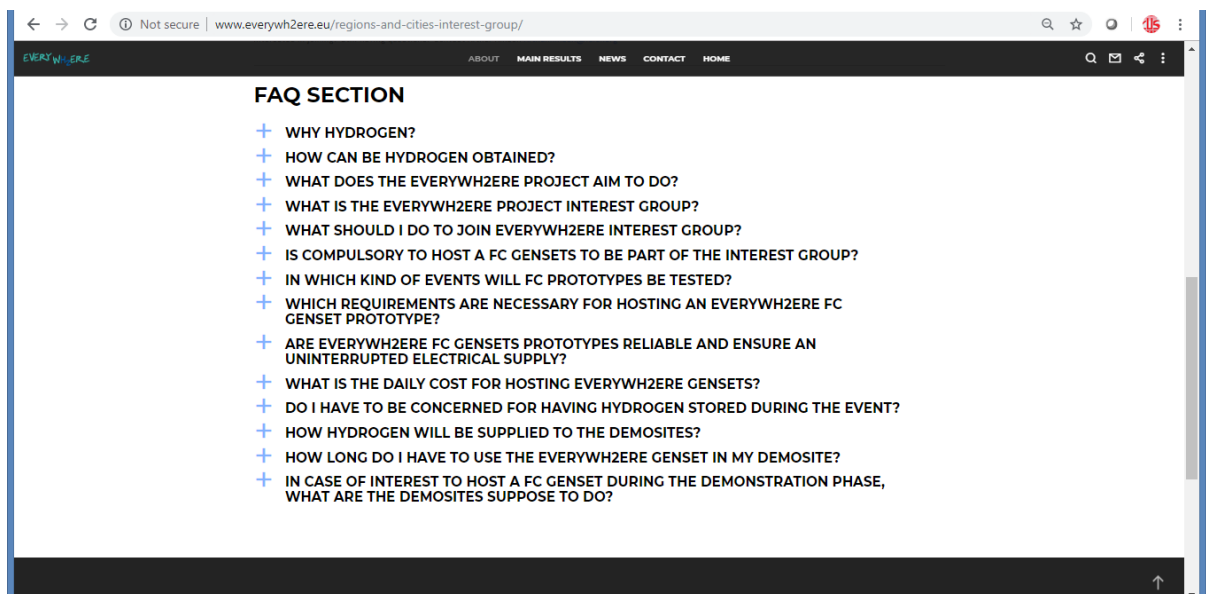 Not secure | www.everywh2ere.eu/regions-and-cities-interest-group/
EVERYWH2ERE
ABOUT MAIN RESULTS NEWS CONTACT HOME
FAQ SECTION
WHY HYDROGEN?
HOW CAN BE HYDROGEN OBTAINED?
WHAT DOES THE EVERYWH2ERE PROJECT AIM TO DO?
WHAT IS THE EVERYWH2ERE PROJECT INTEREST GROUP?
WHAT SHOULD I DO TO JOIN EVERYWH2ERE INTEREST GROUP?
IS COMPULSORY TO HOST A FC GENSETS TO BE PART OF THE INTEREST GROUP?
IN WHICH KIND OF EVENTS WILL FC PROTOTYPES BE TESTED?
WHICH REQUIREMENTS ARE NECESSARY FOR HOSTING AN EVERYWH2ERE FC
GENSET PROTOTYPE?
ARE EVERYWH2ERE FC GENSETS PROTOTYPES RELIABLE AND ENSURE AN
UNINTERRUPTED ELECTRICAL SUPPLY?
WHAT IS THE DAILY COST FOR HOSTING EVERYWH2ERE GENSETS?
DO I HAVE TO BE CONCERNED FOR HAVING HYDROGEN STORED DURING THE EVENT?
HOW HYDROGEN WILL BE SUPPLIED TO THE DEMOSITES?
HOW LONG DO I HAVE TO USE THE EVERYWH2ERE GENSET IN MY DEMOSITE?
IN CASE OF INTEREST TO HOST A FC GENSET DURING THE DEMONSTRATION PHASE,
WHAT ARE THE DEMOSITES SUPPOSE TO DO?